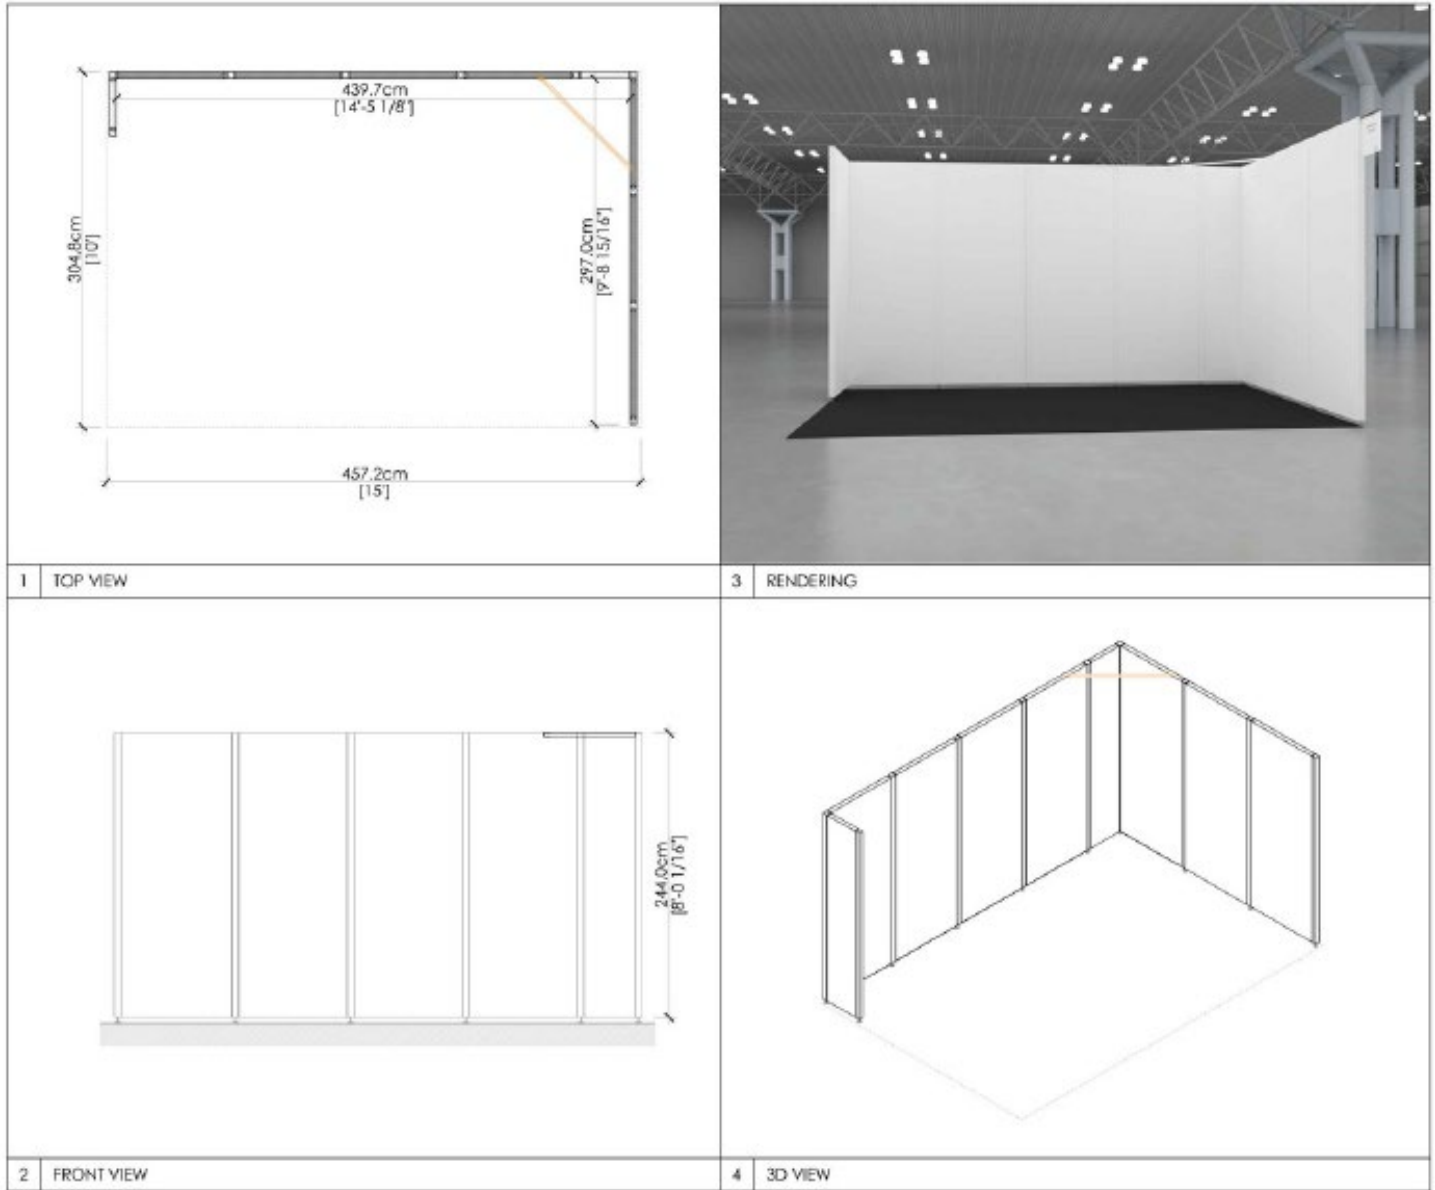 439.7cm
[14'-5 1/8"]
304.8cm
[10']
297.0cm
[9'-8 15/16"]
457.2cm
[15']
1 TOP VIEW
3 RENDERING
244.0cm
[8'-0 1/16"]
2 FRONT VIEW
4 3D VIEW